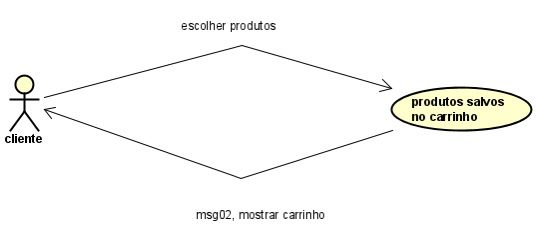 escolher produtos
produtos salvos
no carrinho
cliente
msg02, mostrar carrinho